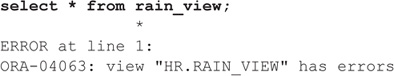 select * from rain_view;
*
ERROR at line 1:
ORA-04063: view "HR.RAIN_VIEW" has errors